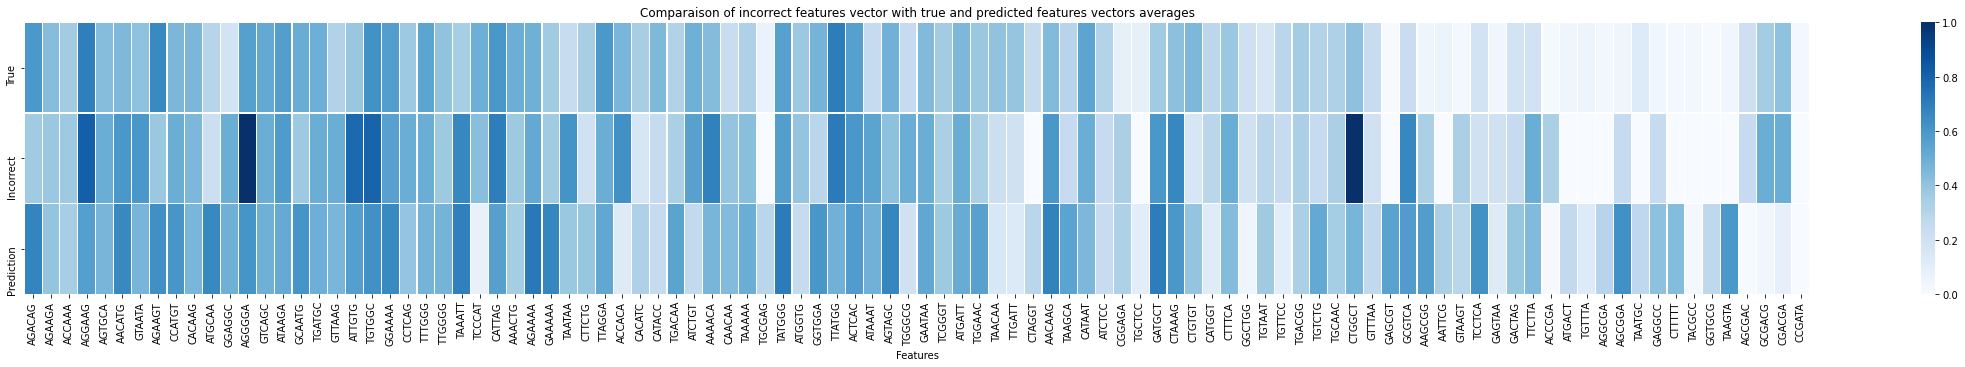 Comparaison of incorrect features vector with true and predicted features vectors averages
True
Incorrect
Prediction
AGACAG
AGAAGA
ACCAAA
AGGAAG
AGTGCA
AACATG
GTAATA
AGAAGT
CCATGT
CACAAG
ATGCAA
GGAGGC
AGGGGA
GTCAGC
ATAAGA
GCAATG
TGATGC
GTTAAG
ATTGTG
TGTGGC
GGAAAA
CCTCAG
TTTGGG
TTGGGG
TAAATT
TCCCAT
CATTAG
AAACTG
AGAAAA
GAAAAA
TAATAA
CTTCTG
TTAGGA
ACCACA
CACATC
CATACC
TGACAA
ATCTGT
AAAACA
CAACAA
TAAAAA
TGCGAG
TATGGG
ATGGTG
GGTGGA
TTATGG
ACTCAC
ATAAAT
AGTAGC
TGGGCG
GAATAA
TCGGGT
ATGATT
TGGAAC
TAACAA
TTGATT
CTAGGT
AACAAG
TAAGCA
CATAAT
ATCTCC
CGGAGA
TGCTCC
GATGCT
CTAAAG
CTGTGT
CATGGT
CTTTCA
GGCTGG
TGTAAT
TGTTCC
TGACGG
TGTCTG
TGCAAC
CTGGCT
GTTTAA
GAGCGT
GCGTCA
AAGCGG
AATTCG
GTAAGT
TCCTCA
GAGTAA
GACTAG
TTCTTA
ACCCGA
ATGACT
TGTTTA
AGGCGA
AGCGGA
TAATGC
GAGGCC
CTTTTT
TACGCC
GGTGCG
TAAGTA
AGCGAC
GCGACG
CGACGA
CCGATA
Features
1.0
0.8
0.6
0.4
0.2
0.0